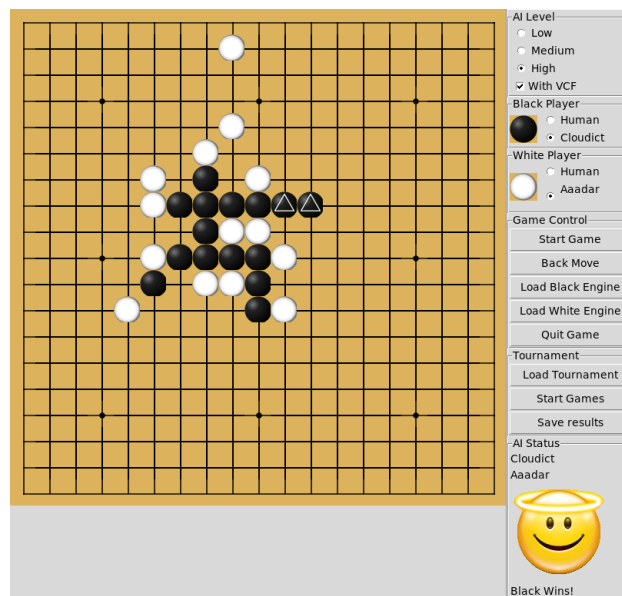 AI Level
Low
Medium
High
With VCF
Black Player
Human
Cloudict
White Player
Human
Aaadar
Game Control
Start Game
Back Move
Load Black Engine
Load White Engine
Quit Game
Tournament
Load Tournament
Start Games
Save results
AI Status
Cloudict
Aaadar
Black Wins!